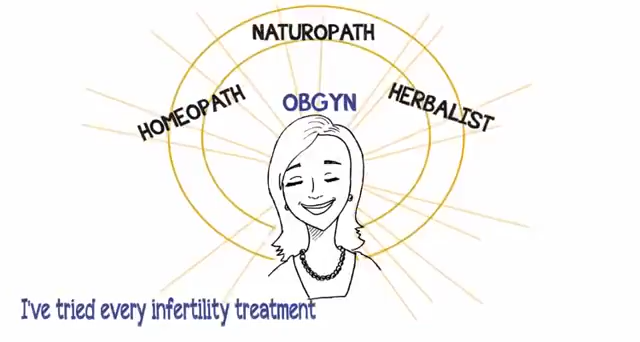 NATUROPATH
HOMEOPATH
OBGYN
HERBALIST
I've tried every infertility treatment